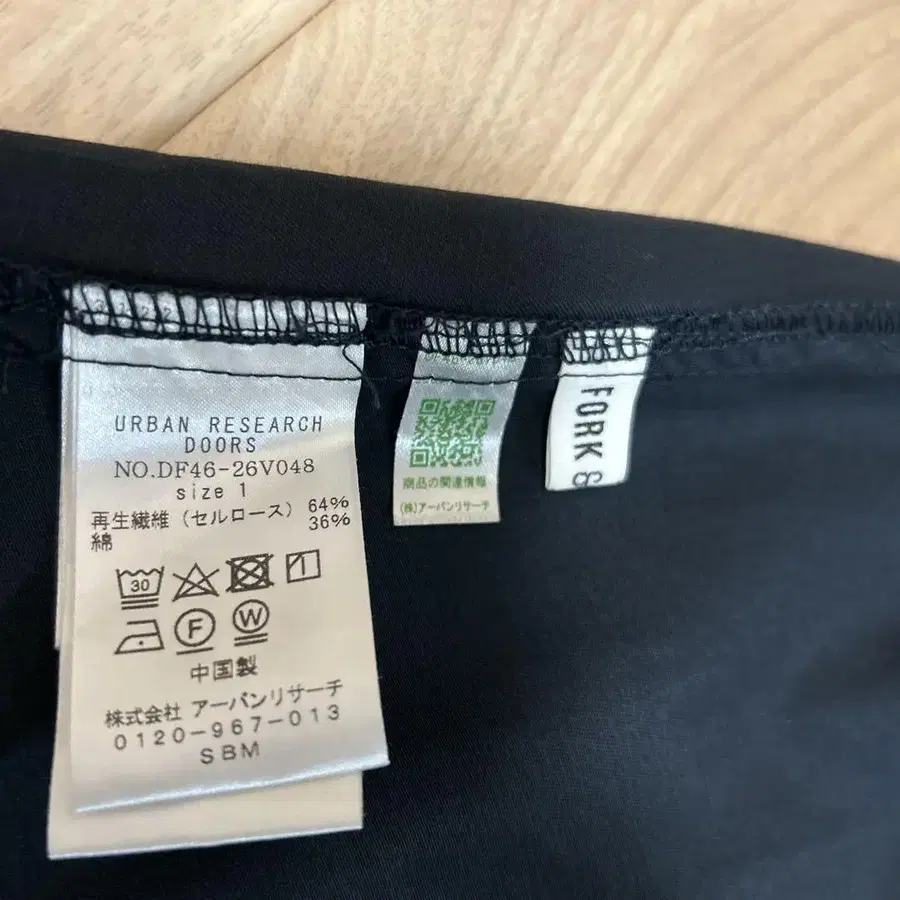 URBAN RESEARCH
DOORS
NO.DF46-26V048
size 1
再生繊維(セルロース) 64%
綿 36%
30
F
W
中国製
株式会社 アーバンリサーチ
0120-967-013
SBM
商品の関連情報
(株)アーバンリサーチ
FORK &